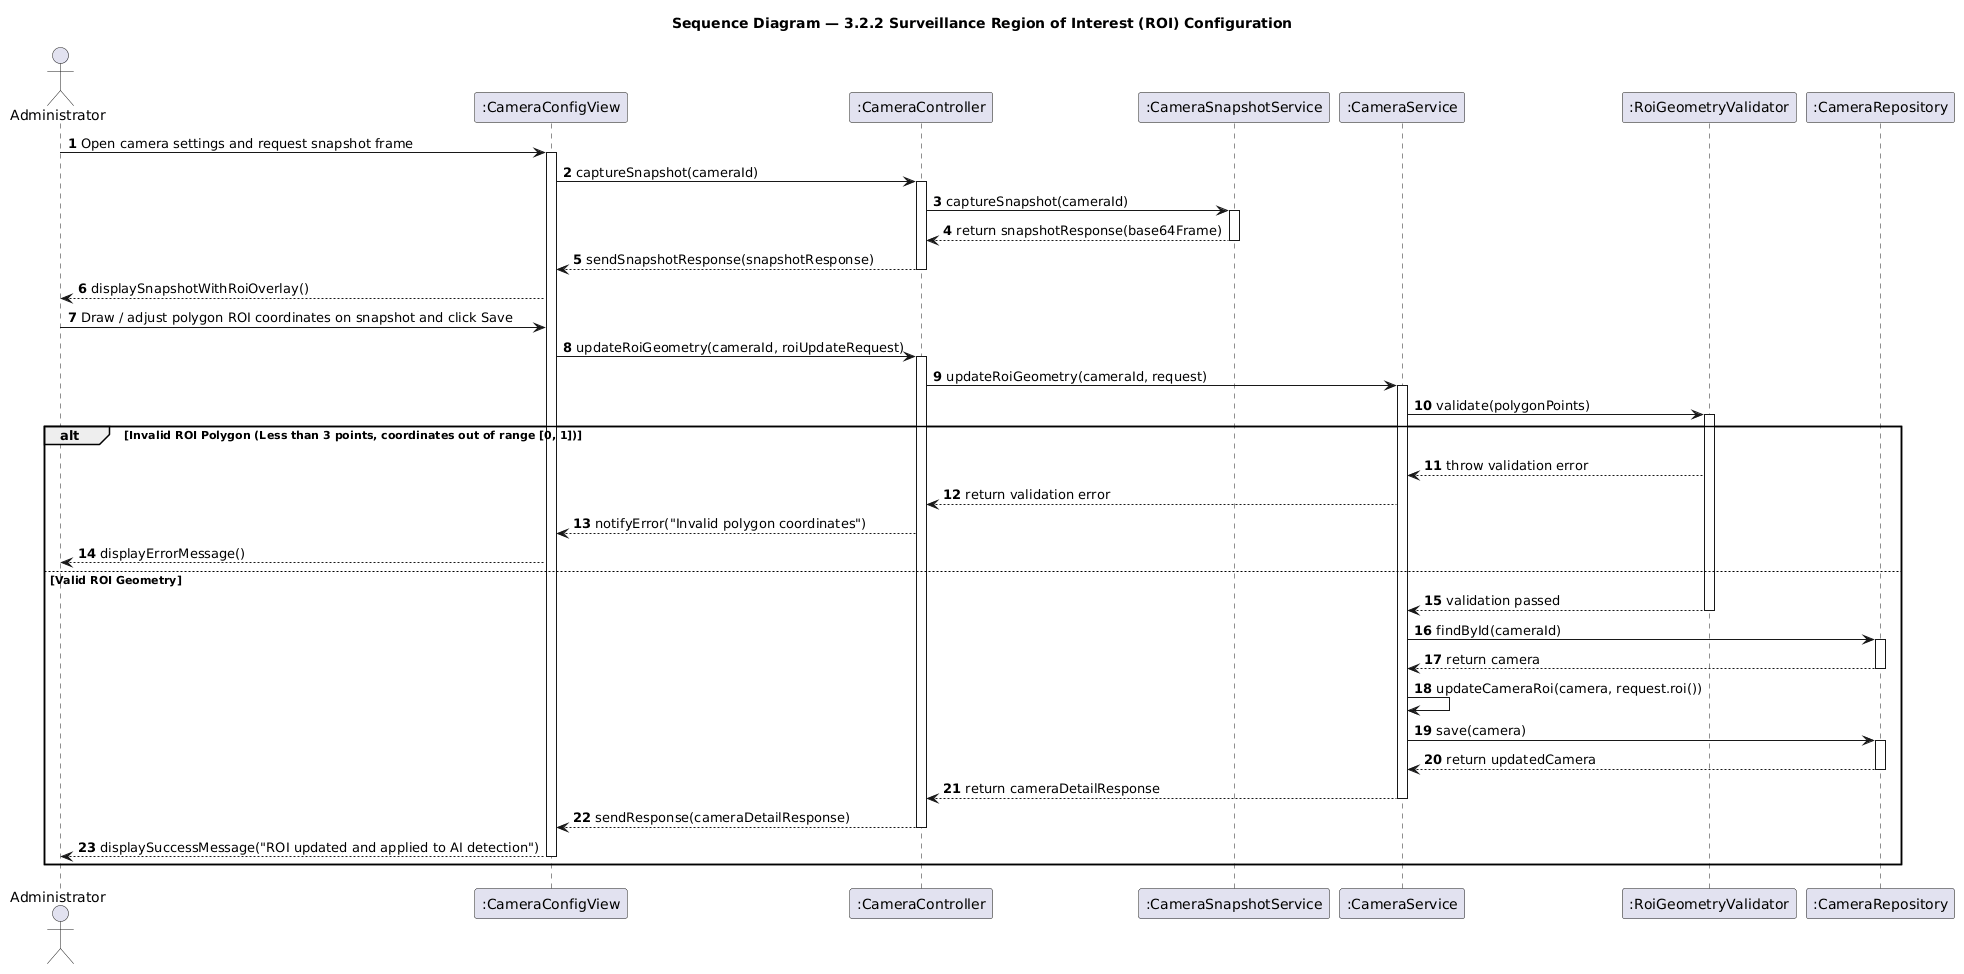 Sequence Diagram — 3.2.2 Surveillance Region of Interest (ROI) Configuration
Administrator
:CameraConfigView
:CameraController
:CameraSnapshotService
:CameraService
:RoiGeometryValidator
:CameraRepository
1 Open camera settings and request snapshot frame
2 captureSnapshot(cameraId)
3 captureSnapshot(cameraId)
4 return snapshotResponse(base64Frame)
5 sendSnapshotResponse(snapshotResponse)
6 displaySnapshotWithRoiOverlay()
7 Draw / adjust polygon ROI coordinates on snapshot and click Save
8 updateRoiGeometry(cameraId, roiUpdateRequest)
9 updateRoiGeometry(cameraId, request)
10 validate(polygonPoints)
alt [Invalid ROI Polygon (Less than 3 points, coordinates out of range [0, 1])]
11 throw validation error
12 return validation error
13 notifyError("Invalid polygon coordinates")
14 displayErrorMessage()
[Valid ROI Geometry]
15 validation passed
16 findById(cameraId)
17 return camera
18 updateCameraRoi(camera, request.roi())
19 save(camera)
20 return updatedCamera
21 return cameraDetailResponse
22 sendResponse(cameraDetailResponse)
23 displaySuccessMessage("ROI updated and applied to AI detection")
Administrator
:CameraConfigView
:CameraController
:CameraSnapshotService
:CameraService
:RoiGeometryValidator
:CameraRepository